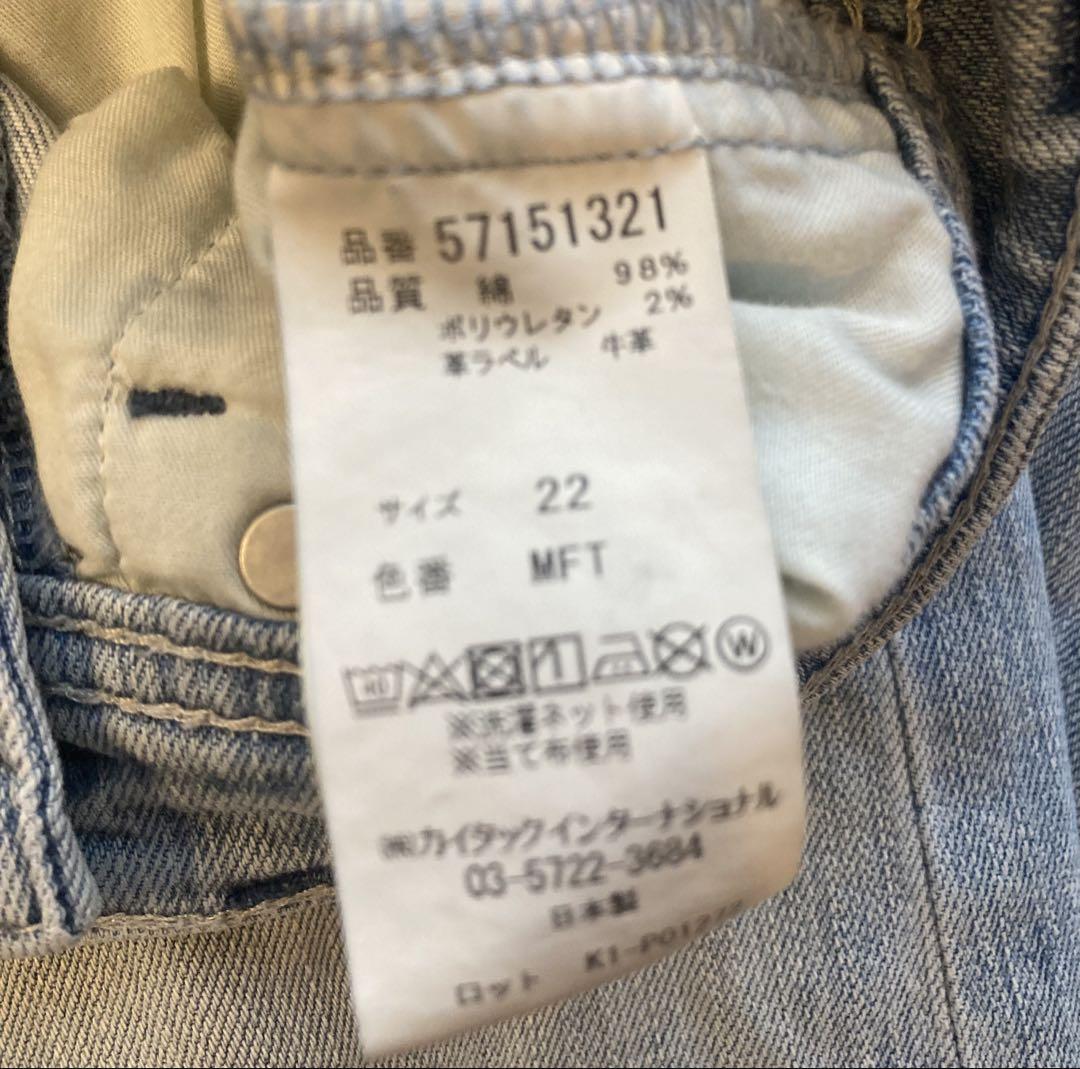 品番 57151321
品質 綿 98%
ポリウレタン 2%
革ラベル 牛革
サイズ 22
色番 MFT
40 W
※洗濯ネット使用
※当て布使用
㈱カイタックインターナショナル
03-5722-3684
日本製
ロット K1-P01272